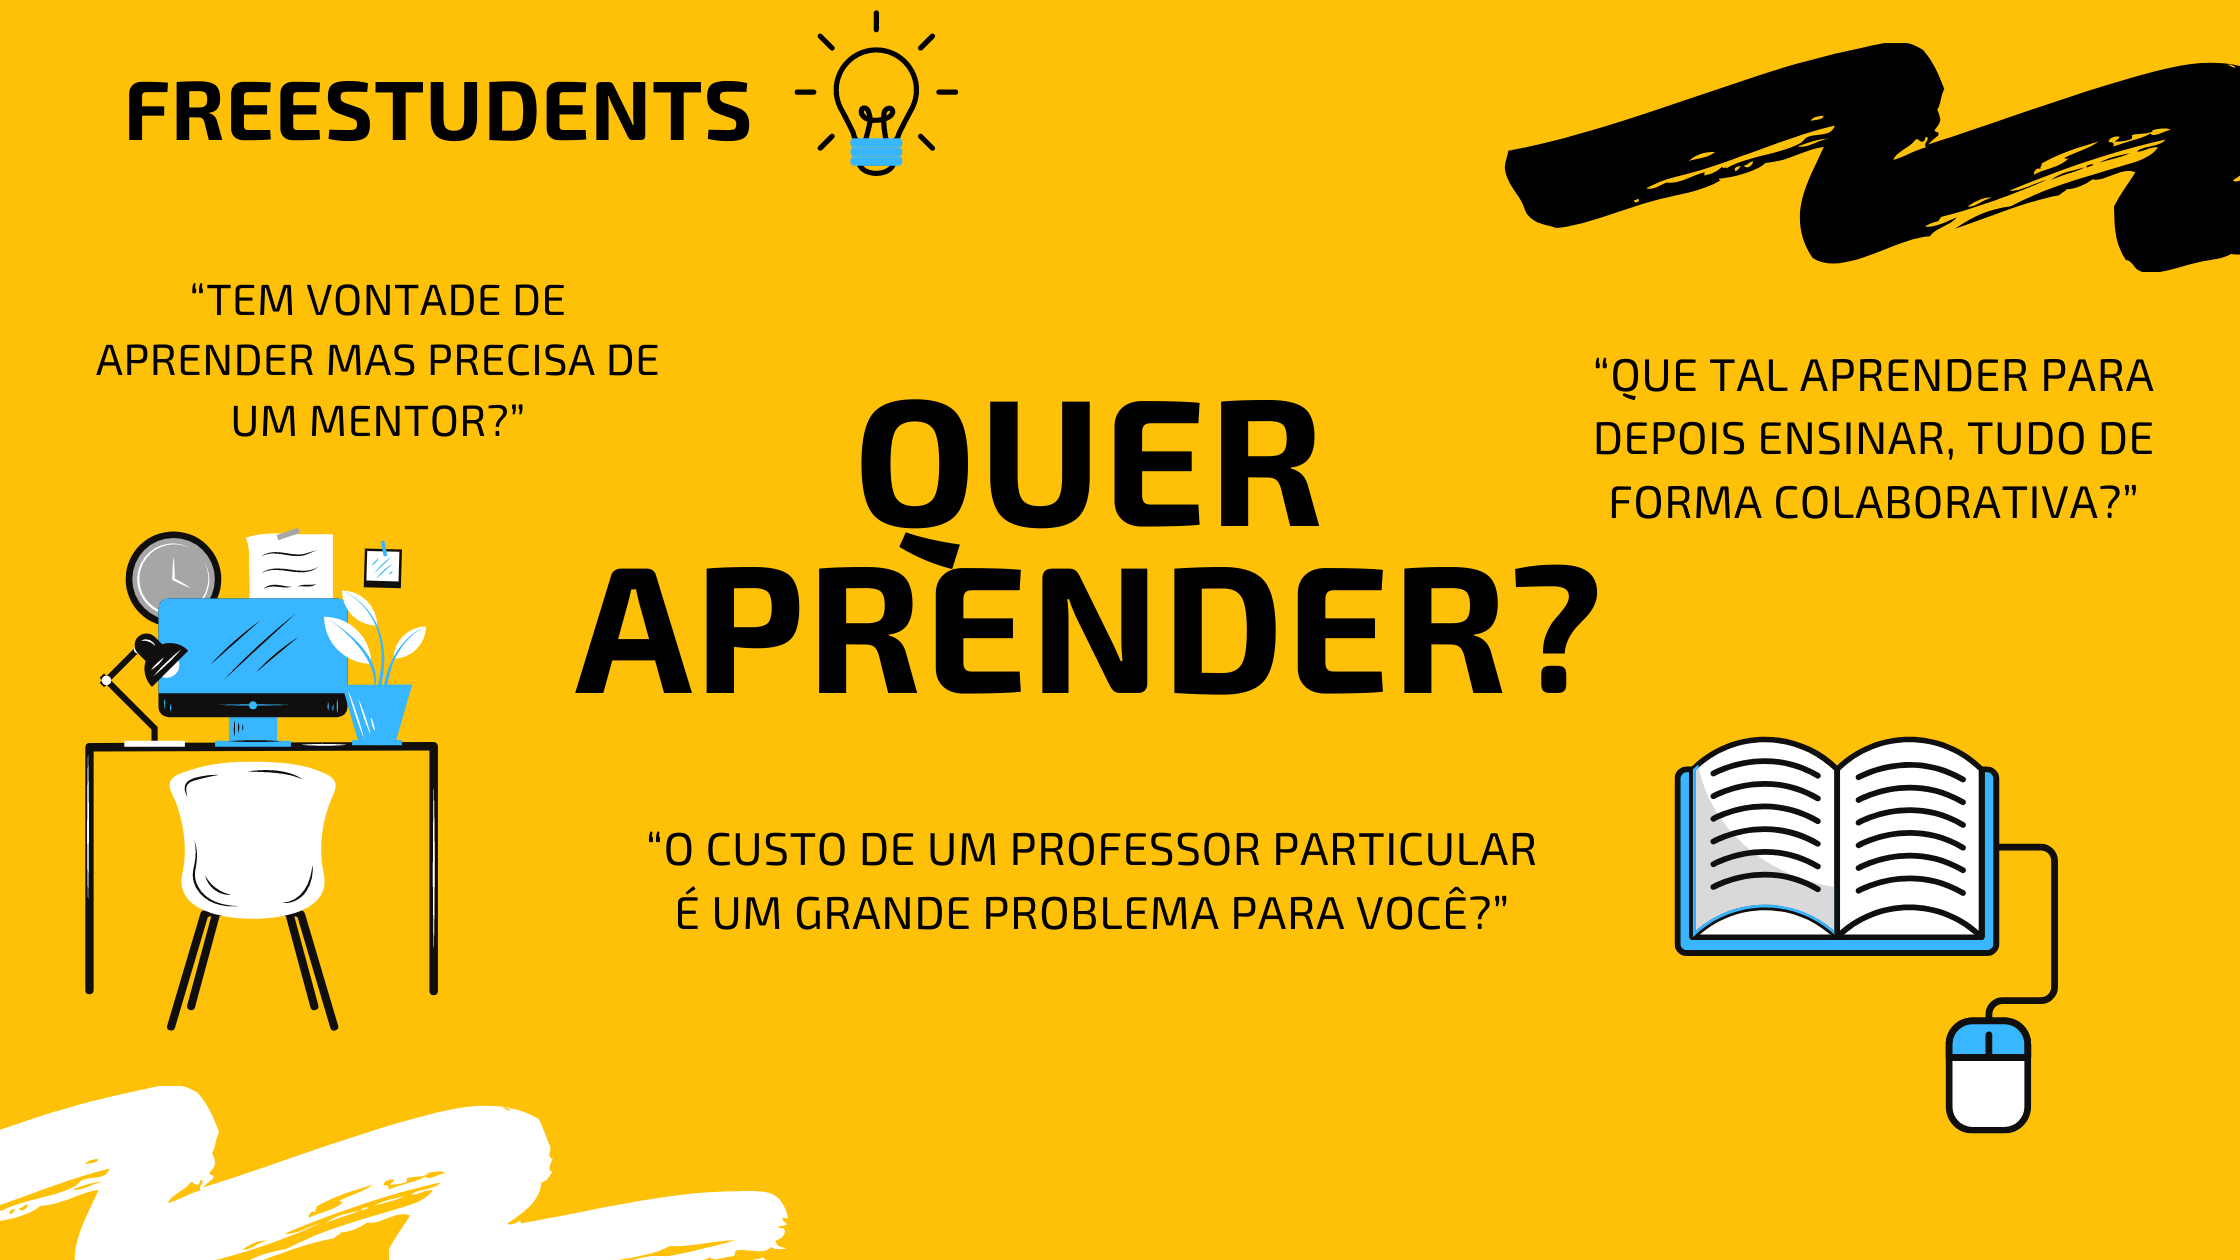 FREESTUDENTS
“TEM VONTADE DE
APRENDER MAS PRECISA DE
UM MENTOR?”
“QUE TAL APRENDER PARA
DEPOIS ENSINAR, TUDO DE
FORMA COLABORATIVA?”
QUER
APRENDER?
“O CUSTO DE UM PROFESSOR PARTICULAR
É UM GRANDE PROBLEMA PARA VOCÊ?”